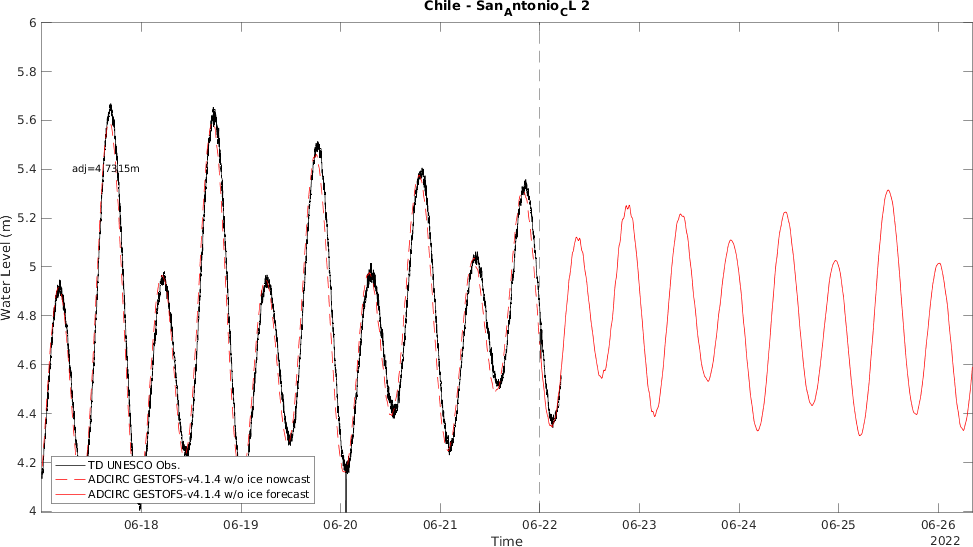 Chile - SanAntonioCL 2
Water Level (m)
6
5.8
5.6
5.4
5.2
5
4.8
4.6
4.4
4.2
4
adj=4.7315m
TD UNESCO Obs.
ADCIRC GESTOFS-v4.1.4 w/o ice nowcast
ADCIRC GESTOFS-v4.1.4 w/o ice forecast
06-18 06-19 06-20 06-21 06-22 06-23 06-24 06-25 06-26
Time
2022